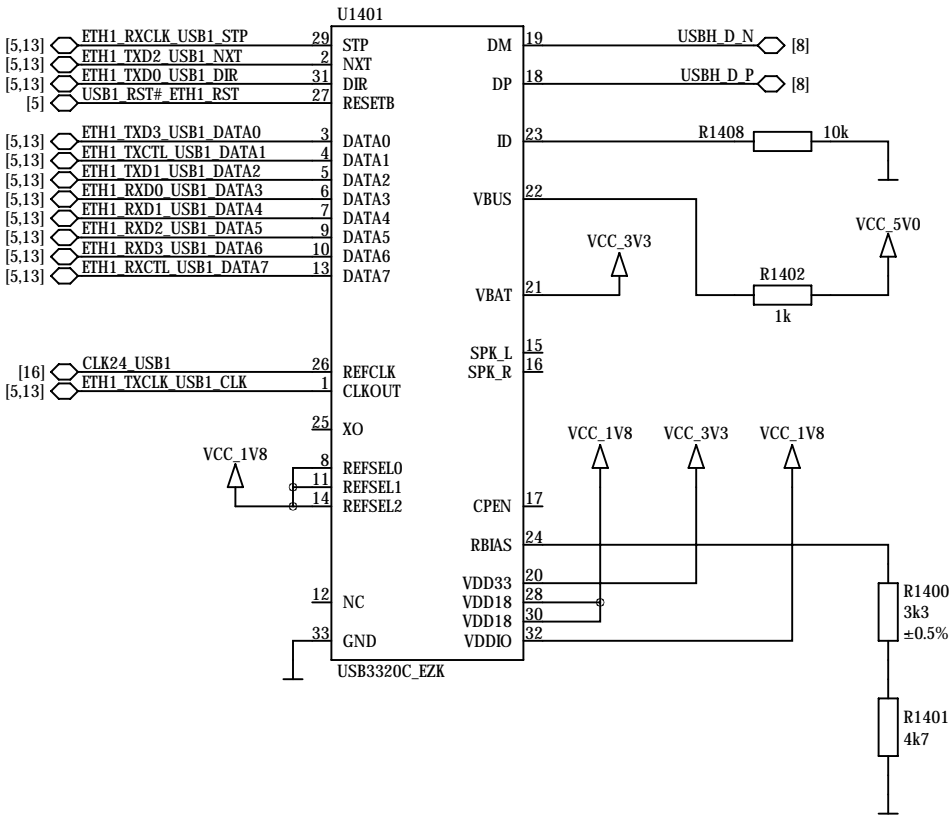 U1401
[5,13] ETH1_RXCLK_USB1_STP 29 STP
[5,13] ETH1_TXD2_USB1_NXT 2 NXT
[5,13] ETH1_TXD0_USB1_DIR 31 DIR
[5] USB1_RST#_ETH1_RST 27 RESETB
[5,13] ETH1_TXD3_USB1_DATA0 3 DATA0
[5,13] ETH1_TXCTL_USB1_DATA1 4 DATA1
[5,13] ETH1_TXD1_USB1_DATA2 5 DATA2
[5,13] ETH1_RXD0_USB1_DATA3 6 DATA3
[5,13] ETH1_RXD1_USB1_DATA4 7 DATA4
[5,13] ETH1_RXD2_USB1_DATA5 9 DATA5
[5,13] ETH1_RXD3_USB1_DATA6 10 DATA6
[5,13] ETH1_RXCTL_USB1_DATA7 13 DATA7
[16] CLK24_USB1 26 REFCLK
[5,13] ETH1_TXCLK_USB1_CLK 1 CLKOUT
25 XO
VCC_1V8
8 REFSEL0
11 REFSEL1
14 REFSEL2
12 NC
33 GND
DM 19 USBH_D_N [8]
DP 18 USBH_D_P [8]
ID 23 R1408 10k
VBUS 22
VCC_5V0
R1402
1k
VCC_3V3
VBAT 21
SPK_L 15
SPK_R 16
VCC_1V8 VCC_3V3 VCC_1V8
CPEN 17
RBIAS 24
VDD33 20
VDD18 28
VDD18 30
VDDIO 32
R1400
3k3
±0.5%
R1401
4k7
USB3320C_EZK